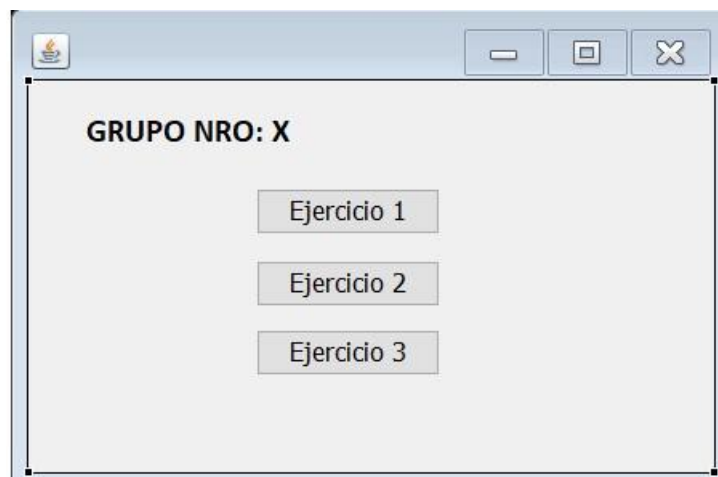 GRUPO NRO: X
Ejercicio 1
Ejercicio 2
Ejercicio 3